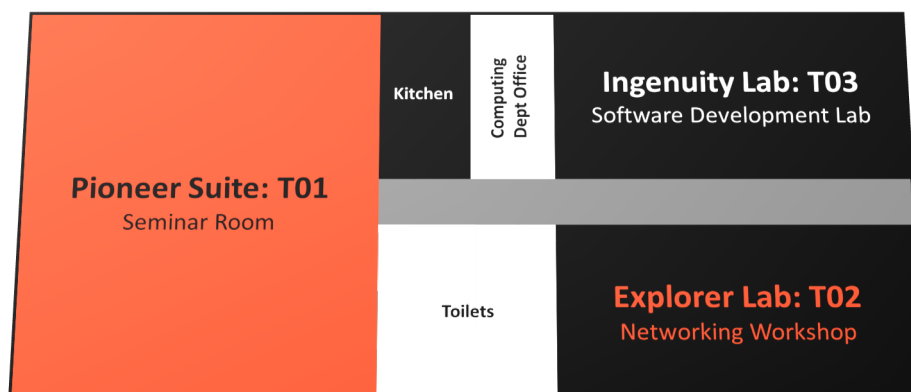 Pioneer Suite: T01
Seminar Room
Kitchen
Computing
Dept Office
Ingenuity Lab: T03
Software Development Lab
Toilets
Explorer Lab: T02
Networking Workshop